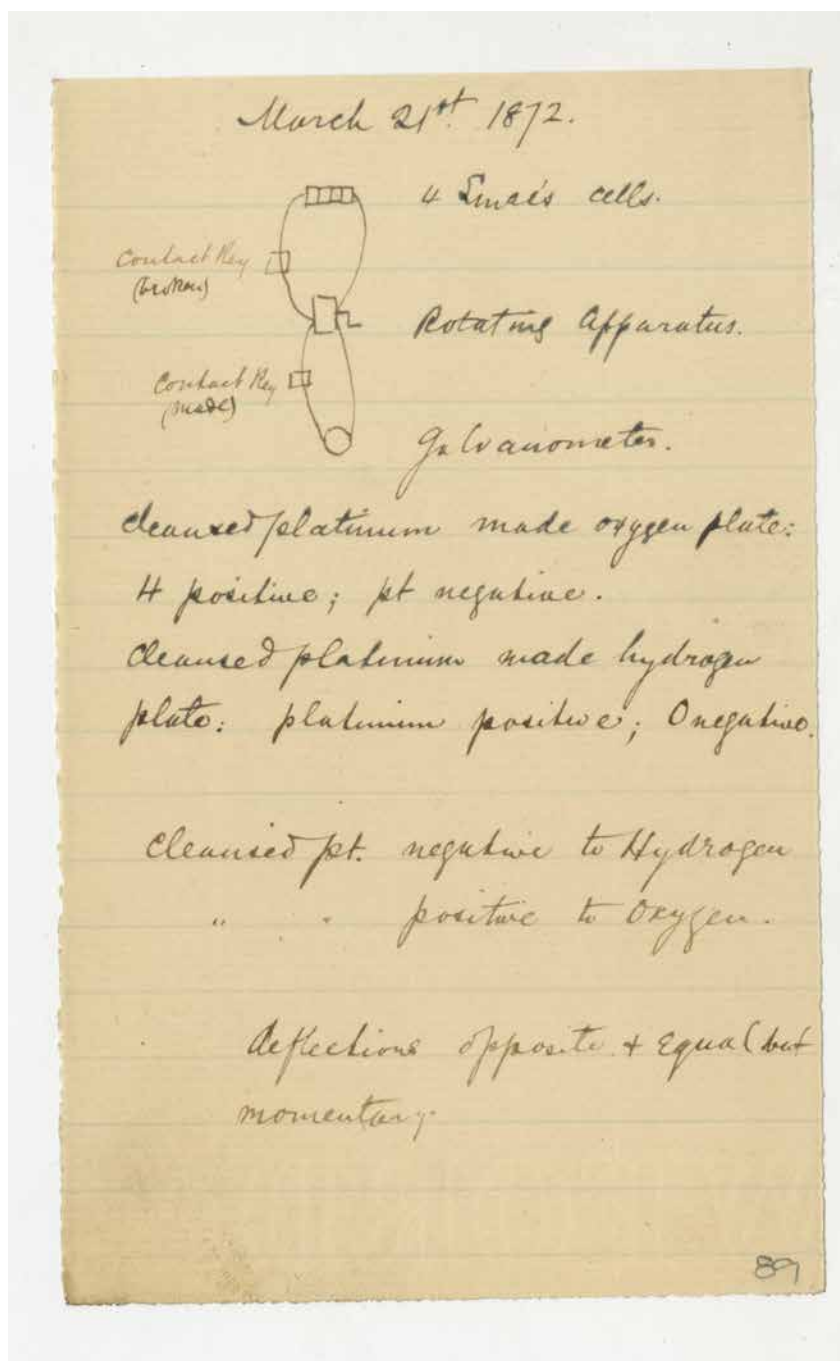 March 21st. 1872.
4 Smee's cells.
Contact Key
(broken)
Rotating Apparatus.
Contact Key
(made)
Galvanometer.
cleansed platinum made oxygen plate:
H positive; pt negative.
cleansed platinum made hydrogen
plate: platinum positive; O negative.
cleansed pt. negative to Hydrogen
" " positive to Oxygen.
deflections opposite & equal (but
momentary.
89